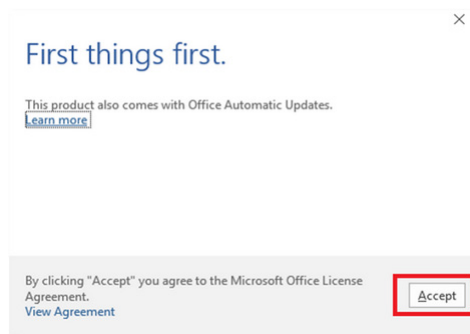 First things first.
This product also comes with Office Automatic Updates.
Learn more
By clicking "Accept" you agree to the Microsoft Office License
Agreement.
View Agreement
Accept